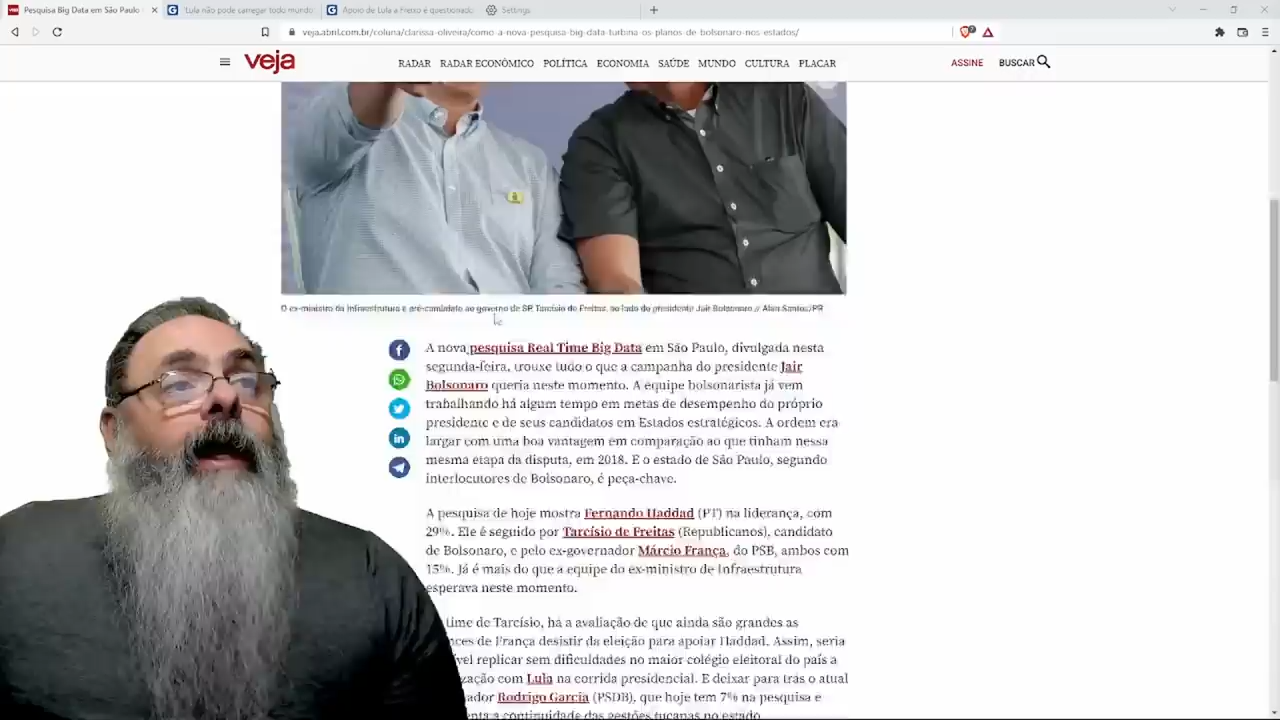 Pesquisa Big Data em São Paulo
"Lula não pode carregar todo mundo
Apoio de Lula a Freixo é questionado
Settings
veja.abril.com.br/coluna/clarissa-oliveira/como-a-nova-pesquisa-big-data-turbina-os-planos-de-bolsonaro-nos-estados/
veja
RADAR RADAR ECONÔMICO POLÍTICA ECONOMIA SAÚDE MUNDO CULTURA PLACAR
ASSINE BUSCAR
O ex-ministro da Infraestrutura e pré-candidato ao governo de SP, Tarcísio de Freitas, ao lado do presidente Jair Bolsonaro // Alan Santos/PR
A nova pesquisa Real Time Big Data em São Paulo, divulgada nesta
segunda-feira, trouxe tudo o que a campanha do presidente Jair
Bolsonaro queria neste momento. A equipe bolsonarista já vem
trabalhando há algum tempo em metas de desempenho do próprio
presidente e de seus candidatos em Estados estratégicos. A ordem era
largar com uma boa vantagem em comparação ao que tinham nessa
mesma etapa da disputa, em 2018. E o estado de São Paulo, segundo
interlocutores de Bolsonaro, é peça-chave.
A pesquisa de hoje mostra Fernando Haddad (PT) na liderança, com
29%. Ele é seguido por Tarcísio de Freitas (Republicanos), candidato
de Bolsonaro, e pelo ex-governador Márcio França, do PSB, ambos com
15%. Já é mais do que a equipe do ex-ministro de Infraestrutura
esperava neste momento.
time de Tarcísio, há a avaliação de que ainda são grandes as
nces de França desistir da eleição para apoiar Haddad. Assim, seria
vel replicar sem dificuldades no maior colégio eleitoral do país a
zação com Lula na corrida presidencial. E deixar para trás o atual
ador Rodrigo Garcia (PSDB), que hoje tem 7% na pesquisa e
enta a continuidade das gestões tucanas no estado.